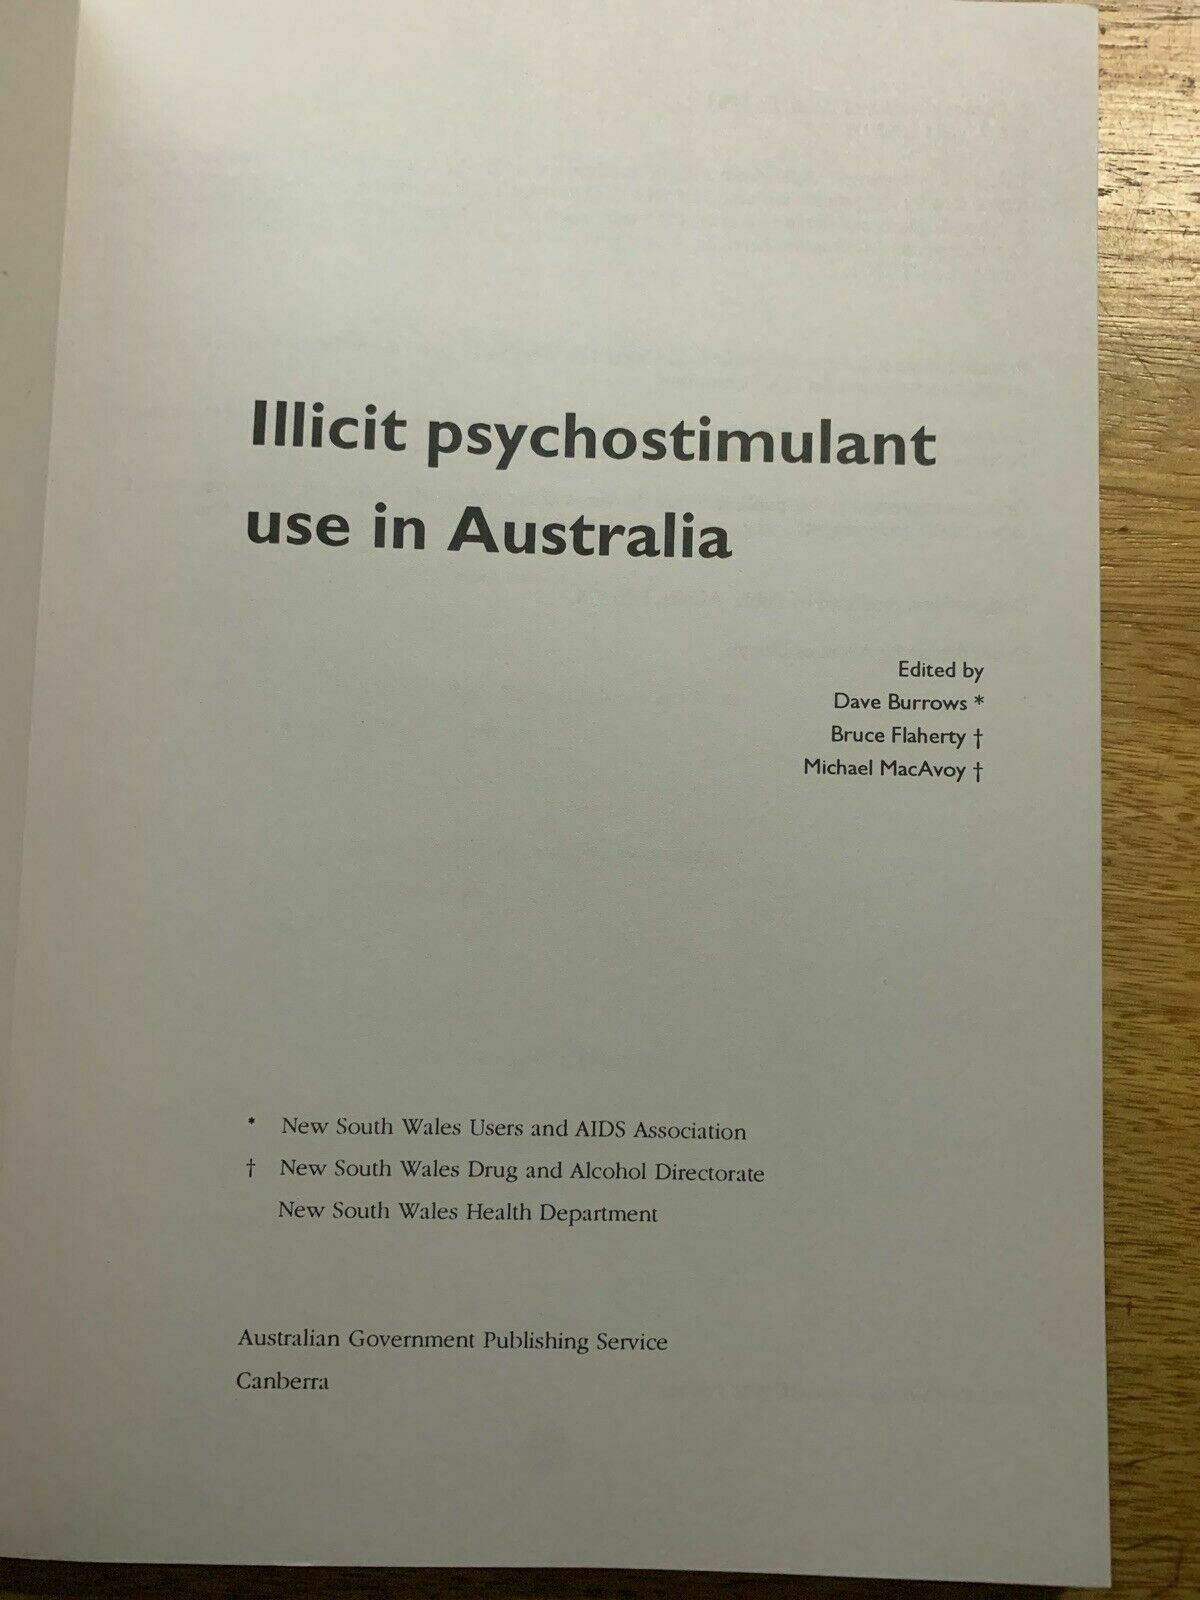 Illicit psychostimulant
use in Australia
Edited by
Dave Burrows *
Bruce Flaherty †
Michael MacAvoy †
* New South Wales Users and AIDS Association
† New South Wales Drug and Alcohol Directorate
New South Wales Health Department
Australian Government Publishing Service
Canberra